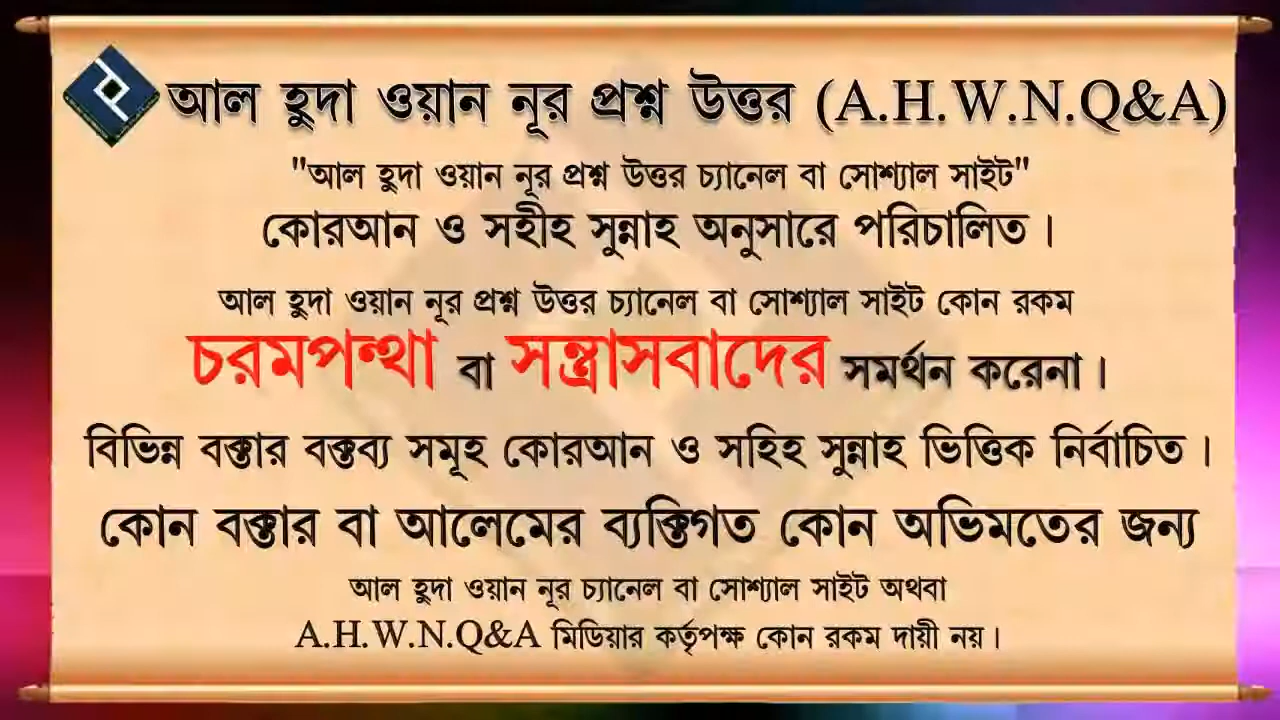 আল হুদা ওয়ান নূর প্রশ্ন উত্তর (A.H.W.N.Q&A)
"আল হুদা ওয়ান নূর প্রশ্ন উত্তর চ্যানেল বা সোশ্যাল সাইট"
কোরআন ও সহীহ সুন্নাহ অনুসারে পরিচালিত ।
আল হুদা ওয়ান নূর প্রশ্ন উত্তর চ্যানেল বা সোশ্যাল সাইট কোন রকম
চরমপন্থা বা সন্ত্রাসবাদের সমর্থন করেনা ।
বিভিন্ন বক্তার বক্তব্য সমূহ কোরআন ও সহিহ সুন্নাহ ভিত্তিক নির্বাচিত ।
কোন বক্তার বা আলেমের ব্যক্তিগত কোন অভিমতের জন্য
আল হুদা ওয়ান নূর চ্যানেল বা সোশ্যাল সাইট অথবা
A.H.W.N.Q&A মিডিয়ার কর্তৃপক্ষ কোন রকম দায়ী নয় ।